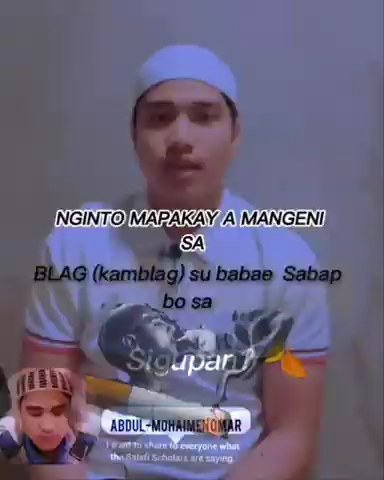 NGINTO MAPAKAY A MANGENI
SA
BLAG (kamblag) su babae Sabap
bo sa
Sigupan?
ABDUL-MOHAIMENOMAR
I want to share to everyone what
the Salafi Scholars are saying.